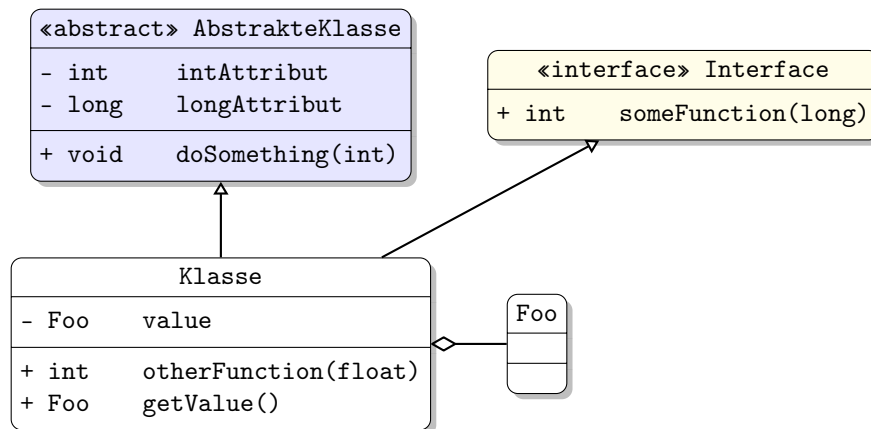 «abstract» AbstrakteKlasse
- int intAttribut
- long longAttribut
+ void doSomething(int)
«interface» Interface
+ int someFunction(long)
Klasse
- Foo value
+ int otherFunction(float)
+ Foo getValue()
Foo